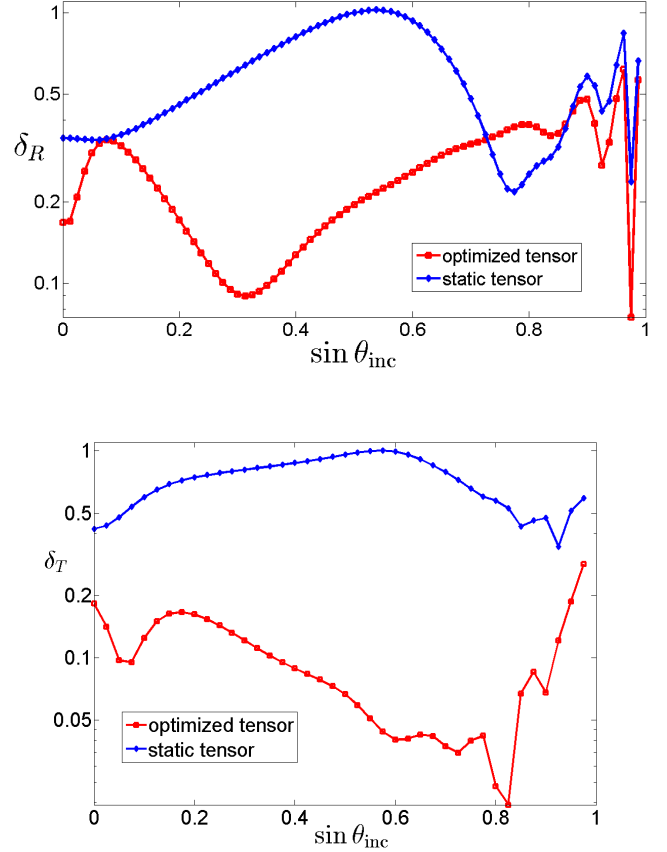 1
0.5
δ_R
0.2
0.1
optimized tensor
static tensor
0 0.2 0.4 0.6 0.8 1
sin θ_inc
1
0.5
δ_T
0.2
0.1
0.05
optimized tensor
static tensor
0 0.2 0.4 0.6 0.8 1
sin θ_inc